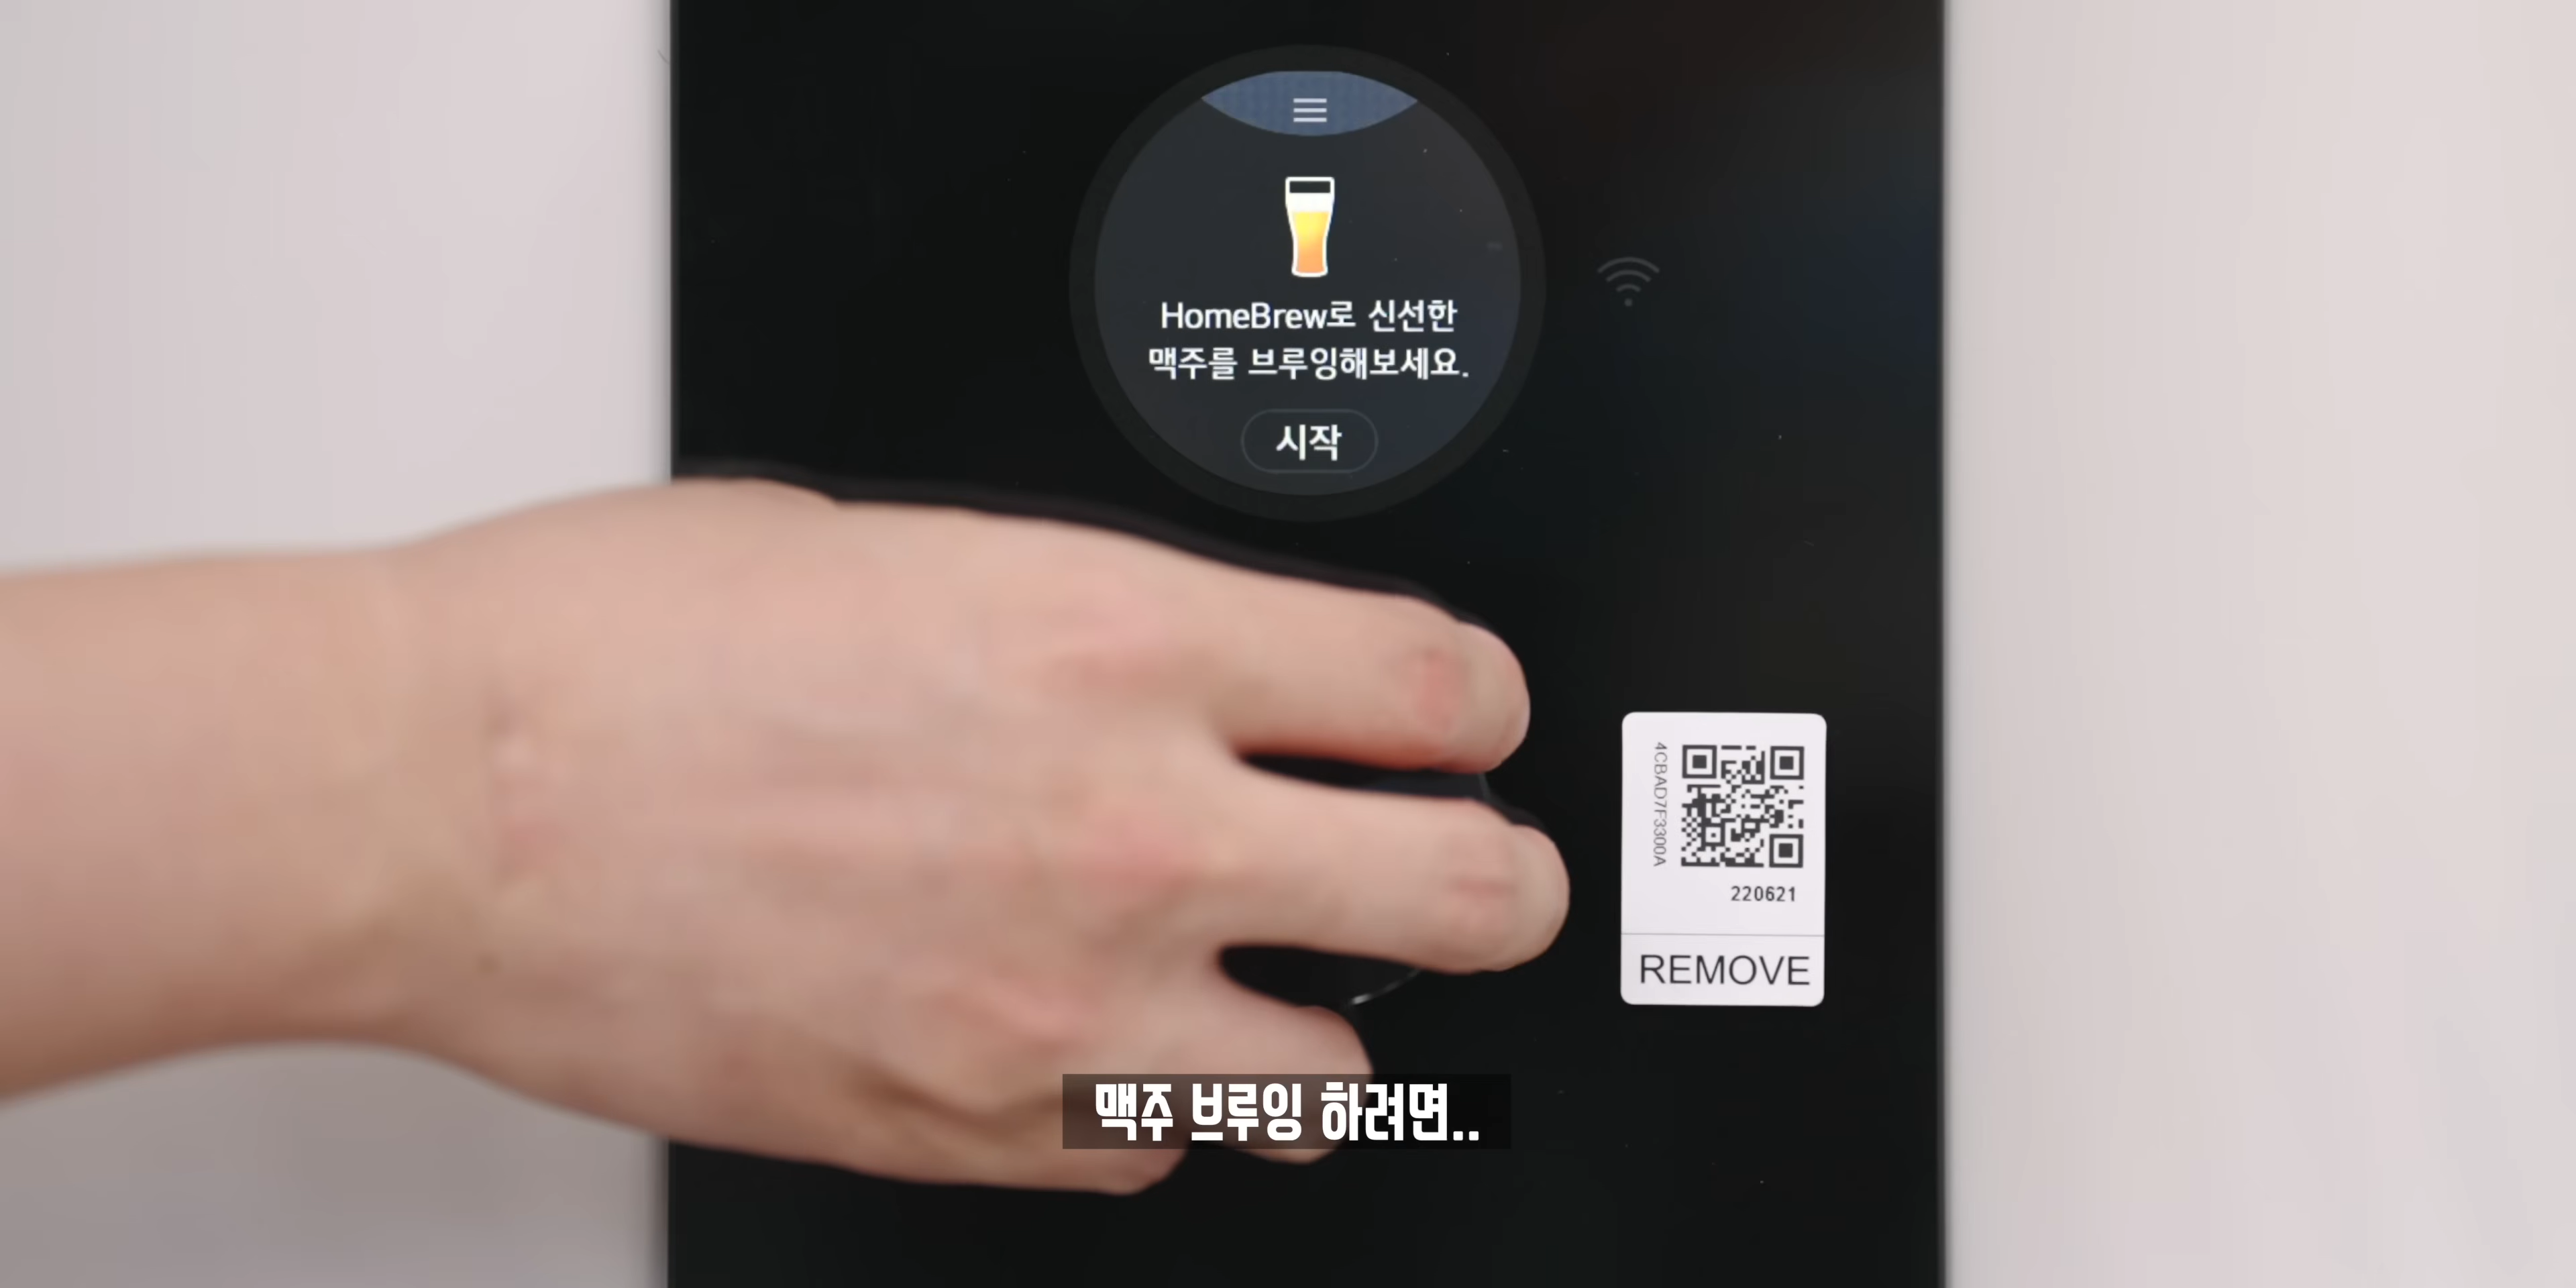 HomeBrew로 신선한
맥주를 브루잉해보세요.
시작
4CBAD7F3300A
220621
REMOVE
맥주 브루잉 하려면..